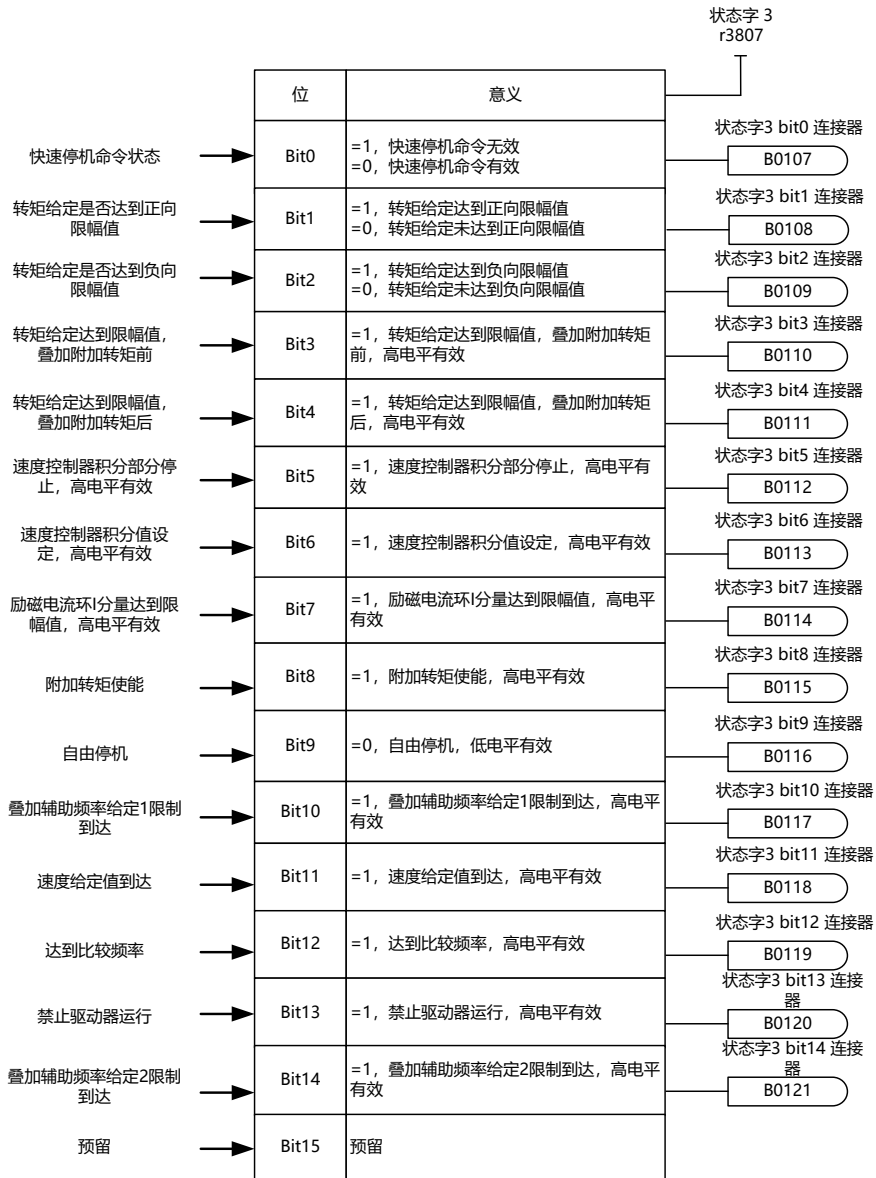 状态字 3
r3807
位
意义
状态字3 bit0 连接器
快速停机命令状态
Bit0
=1，快速停机命令无效
=0，快速停机命令有效
B0107
状态字3 bit1 连接器
转矩给定是否达到正向
限幅值
Bit1
=1，转矩给定达到正向限幅值
=0，转矩给定未达到正向限幅值
B0108
状态字3 bit2 连接器
转矩给定是否达到负向
限幅值
Bit2
=1，转矩给定达到负向限幅值
=0，转矩给定未达到负向限幅值
B0109
状态字3 bit3 连接器
转矩给定达到限幅值，
叠加附加转矩前
Bit3
=1，转矩给定达到限幅值，叠加附加转矩
前，高电平有效
B0110
状态字3 bit4 连接器
转矩给定达到限幅值，
叠加附加转矩后
Bit4
=1，转矩给定达到限幅值，叠加附加转矩
后，高电平有效
B0111
状态字3 bit5 连接器
速度控制器积分部分停
止，高电平有效
Bit5
=1，速度控制器积分部分停止，高电平有
效
B0112
状态字3 bit6 连接器
速度控制器积分值设
定，高电平有效
Bit6
=1，速度控制器积分值设定，高电平有效
B0113
状态字3 bit7 连接器
励磁电流环I分量达到限
幅值，高电平有效
Bit7
=1，励磁电流环I分量达到限幅值，高电平
有效
B0114
状态字3 bit8 连接器
附加转矩使能
Bit8
=1，附加转矩使能，高电平有效
B0115
状态字3 bit9 连接器
自由停机
Bit9
=0，自由停机，低电平有效
B0116
状态字3 bit10 连接器
叠加辅助频率给定1限制
到达
Bit10
=1，叠加辅助频率给定1限制到达，高电平
有效
B0117
状态字3 bit11 连接器
速度给定值到达
Bit11
=1，速度给定值到达，高电平有效
B0118
状态字3 bit12 连接器
达到比较频率
Bit12
=1，达到比较频率，高电平有效
B0119
状态字3 bit13 连接
器
禁止驱动器运行
Bit13
=1，禁止驱动器运行，高电平有效
B0120
状态字3 bit14 连接
器
叠加辅助频率给定2限制
到达
Bit14
=1，叠加辅助频率给定2限制到达，高电平
有效
B0121
预留
Bit15
预留